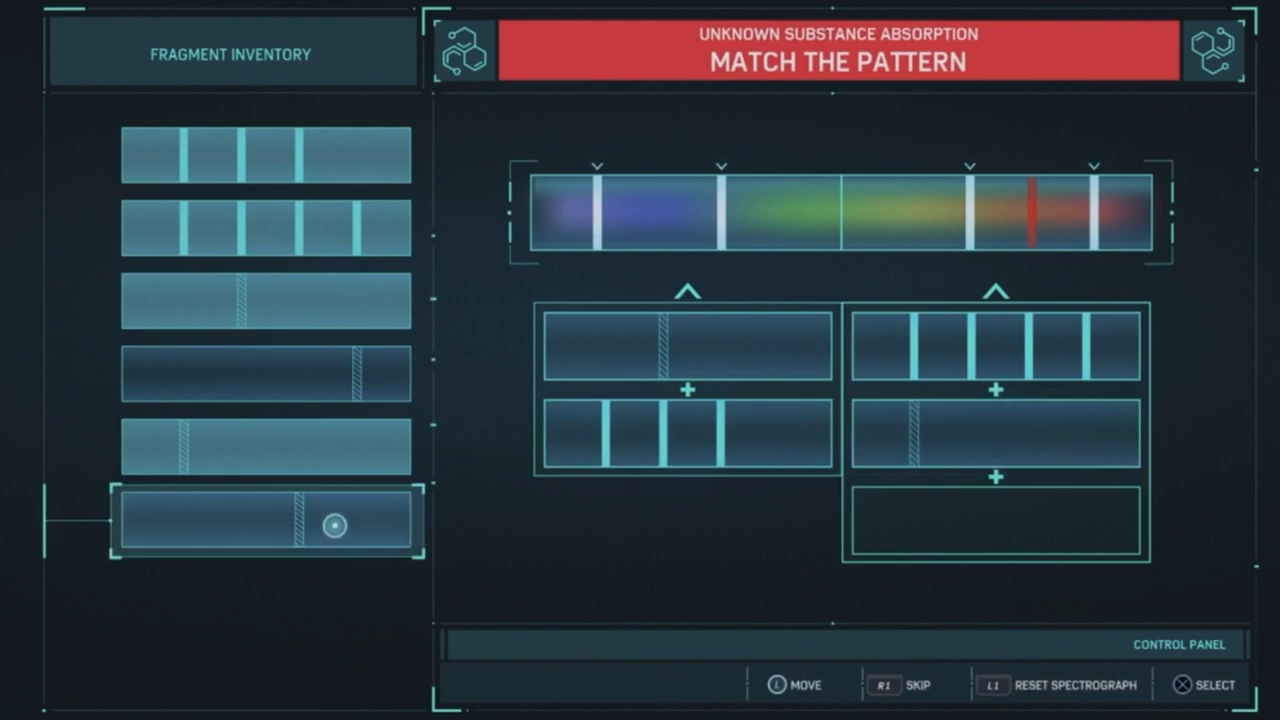 FRAGMENT INVENTORY
UNKNOWN SUBSTANCE ABSORPTION
MATCH THE PATTERN
CONTROL PANEL
L MOVE
R1 SKIP
L1 RESET SPECTROGRAPH
SELECT